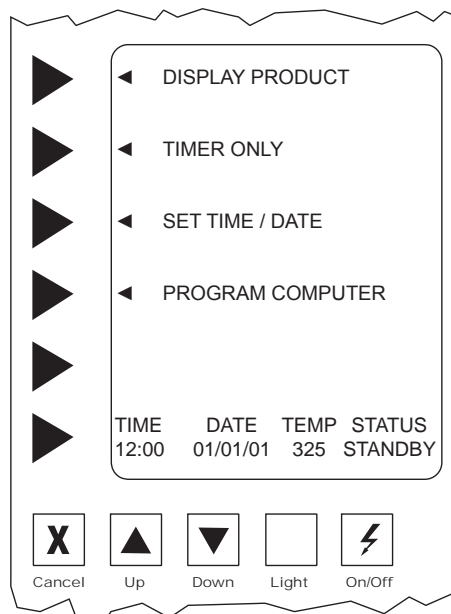 DISPLAY PRODUCT
TIMER ONLY
SET TIME / DATE
PROGRAM COMPUTER
TIME DATE TEMP STATUS
12:00 01/01/01 325 STANDBY
X
Cancel Up Down Light On/Off